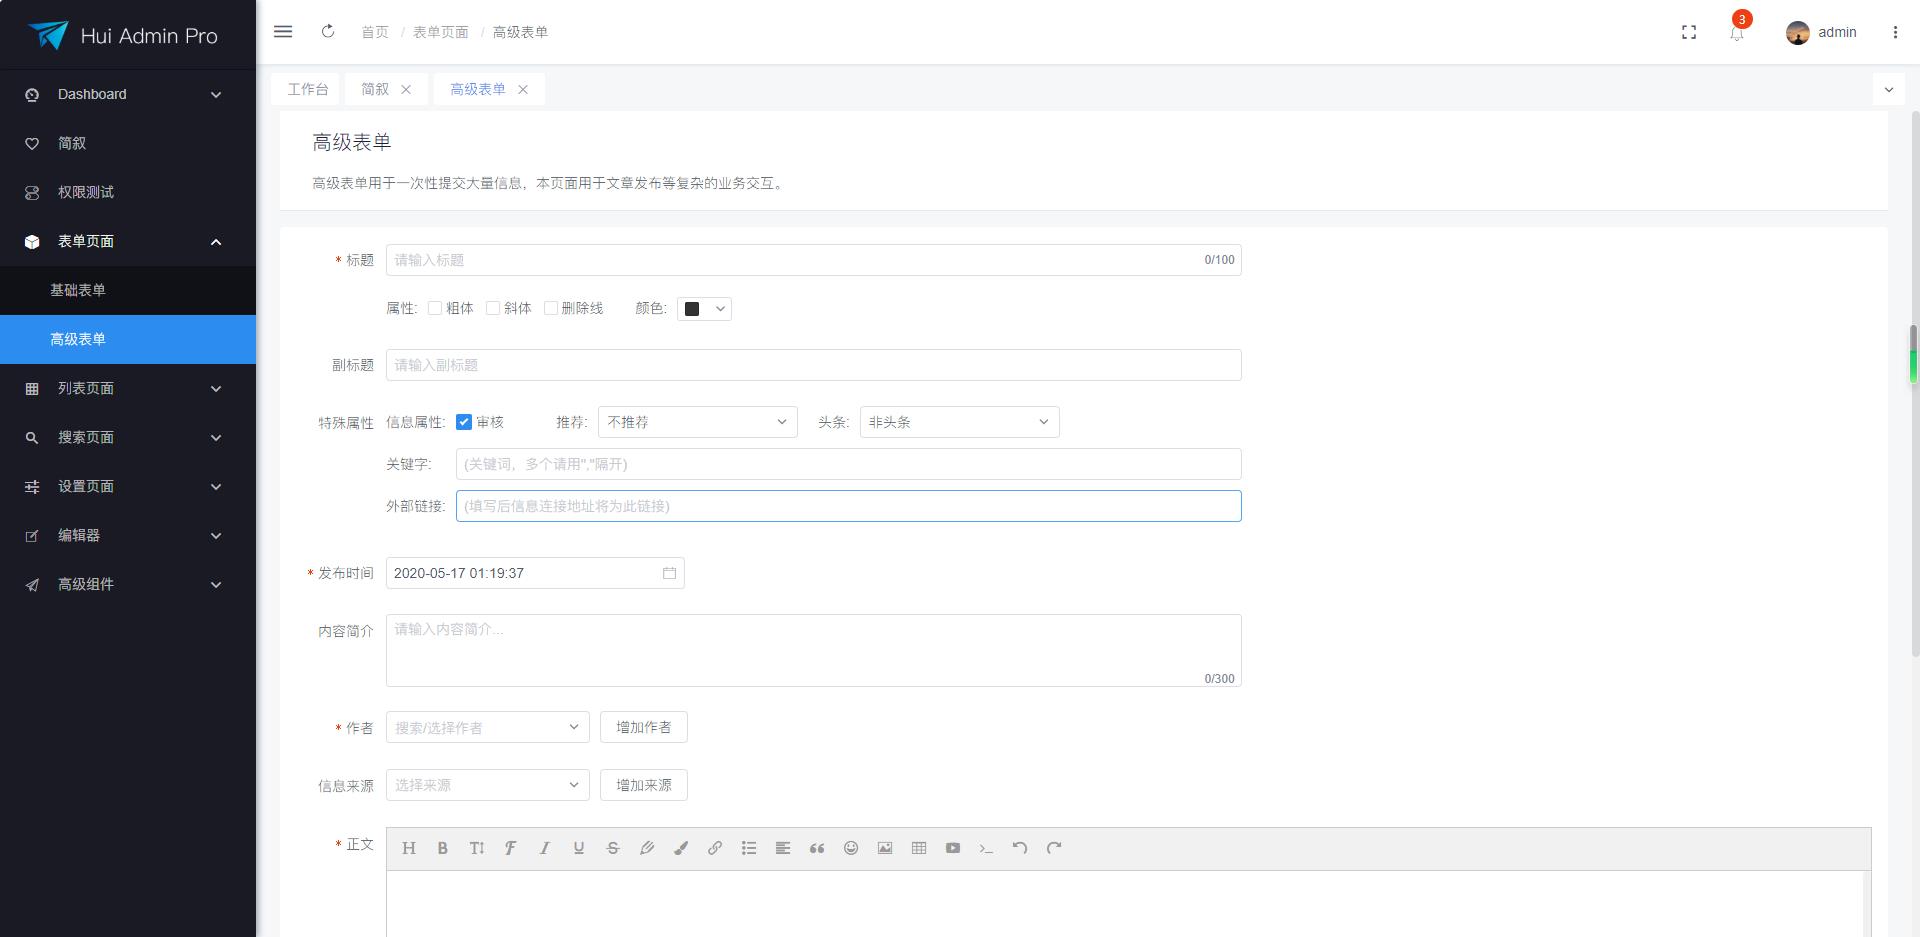 Hui Admin Pro
Dashboard
简叙
权限测试
表单页面
基础表单
高级表单
列表页面
搜索页面
设置页面
编辑器
高级组件
首页 / 表单页面 / 高级表单
3
admin
工作台 简叙 高级表单
高级表单
高级表单用于一次性提交大量信息，本页面用于文章发布等复杂的业务交互。
* 标题 请输入标题 0/100
属性: 粗体 斜体 删除线 颜色:
副标题 请输入副标题
特殊属性 信息属性: 审核 推荐: 不推荐 头条: 非头条
关键字: (关键词，多个请用","隔开)
外部链接: (填写后信息连接地址将为此链接)
* 发布时间 2020-05-17 01:19:37
内容简介 请输入内容简介...
0/300
* 作者 搜索/选择作者 增加作者
信息来源 选择来源 增加来源
* 正文